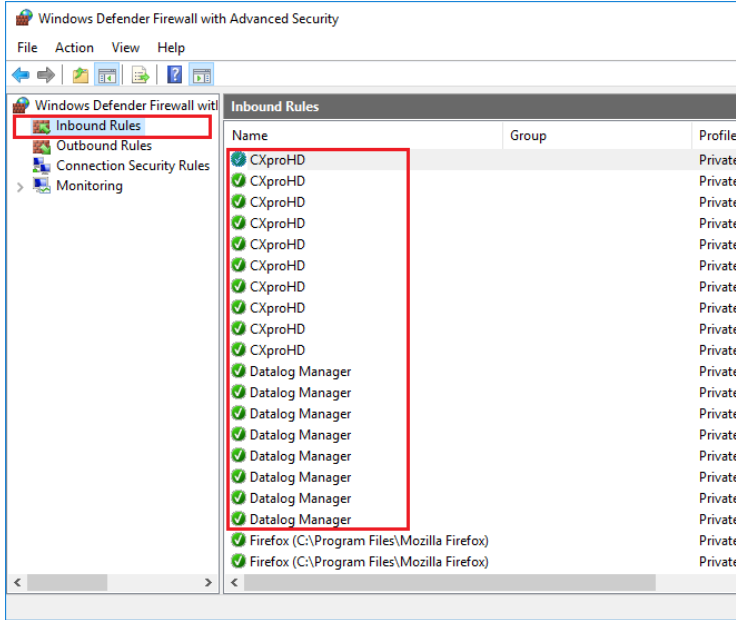 Windows Defender Firewall with Advanced Security
File Action View Help
Windows Defender Firewall witl
Inbound Rules
Outbound Rules
Connection Security Rules
Monitoring
Inbound Rules
Name Group Profile
CXproHD Private
CXproHD Private
CXproHD Private
CXproHD Private
CXproHD Private
CXproHD Private
CXproHD Private
CXproHD Private
CXproHD Private
CXproHD Private
Datalog Manager Private
Datalog Manager Private
Datalog Manager Private
Datalog Manager Private
Datalog Manager Private
Datalog Manager Private
Datalog Manager Private
Datalog Manager Private
Firefox (C:\Program Files\Mozilla Firefox) Private
Firefox (C:\Program Files\Mozilla Firefox) Private